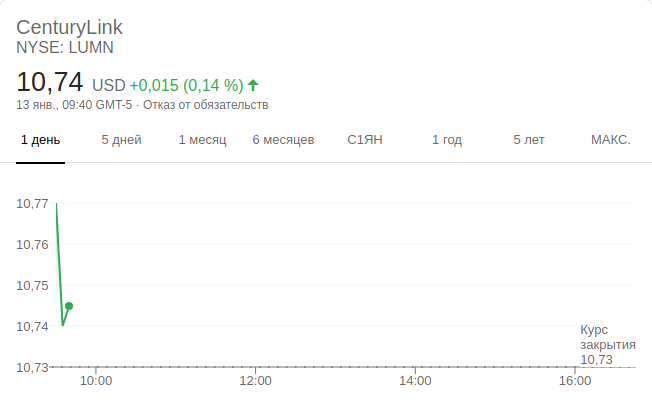 CenturyLink
NYSE: LUMN
10,74 USD +0,015 (0,14 %)
13 янв., 09:40 GMT-5 · Отказ от обязательств
1 день 5 дней 1 месяц 6 месяцев С1ЯН 1 год 5 лет МАКС.
10,77
10,76
10,75
10,74
Курс
закрытия
10,73
10,73
10:00 12:00 14:00 16:00